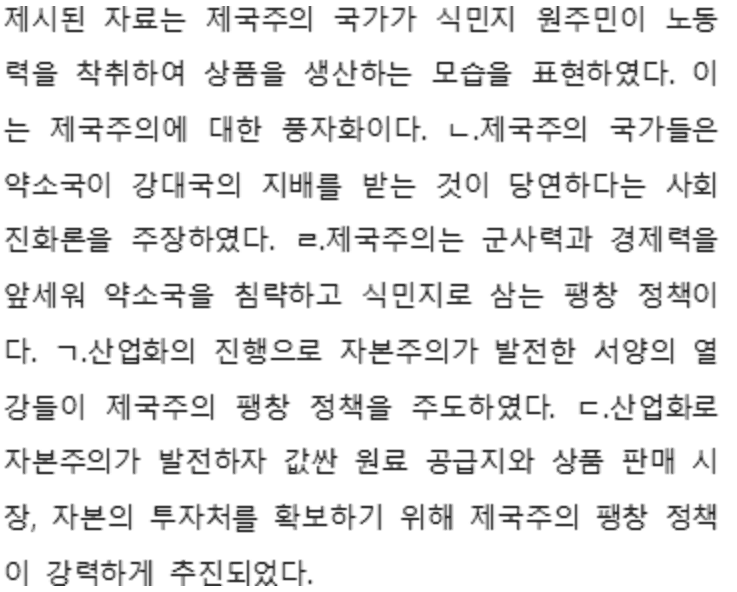 제시된 자료는 제국주의 국가가 식민지 원주민이 노동
력을 착취하여 상품을 생산하는 모습을 표현하였다. 이
는 제국주의에 대한 풍자화이다. ㄴ.제국주의 국가들은
약소국이 강대국의 지배를 받는 것이 당연하다는 사회
진화론을 주장하였다. ㄹ.제국주의는 군사력과 경제력을
앞세워 약소국을 침략하고 식민지로 삼는 팽창 정책이
다. ㄱ.산업화의 진행으로 자본주의가 발전한 서양의 열
강들이 제국주의 팽창 정책을 주도하였다. ㄷ.산업화로
자본주의가 발전하자 값싼 원료 공급지와 상품 판매 시
장, 자본의 투자처를 확보하기 위해 제국주의 팽창 정책
이 강력하게 추진되었다.